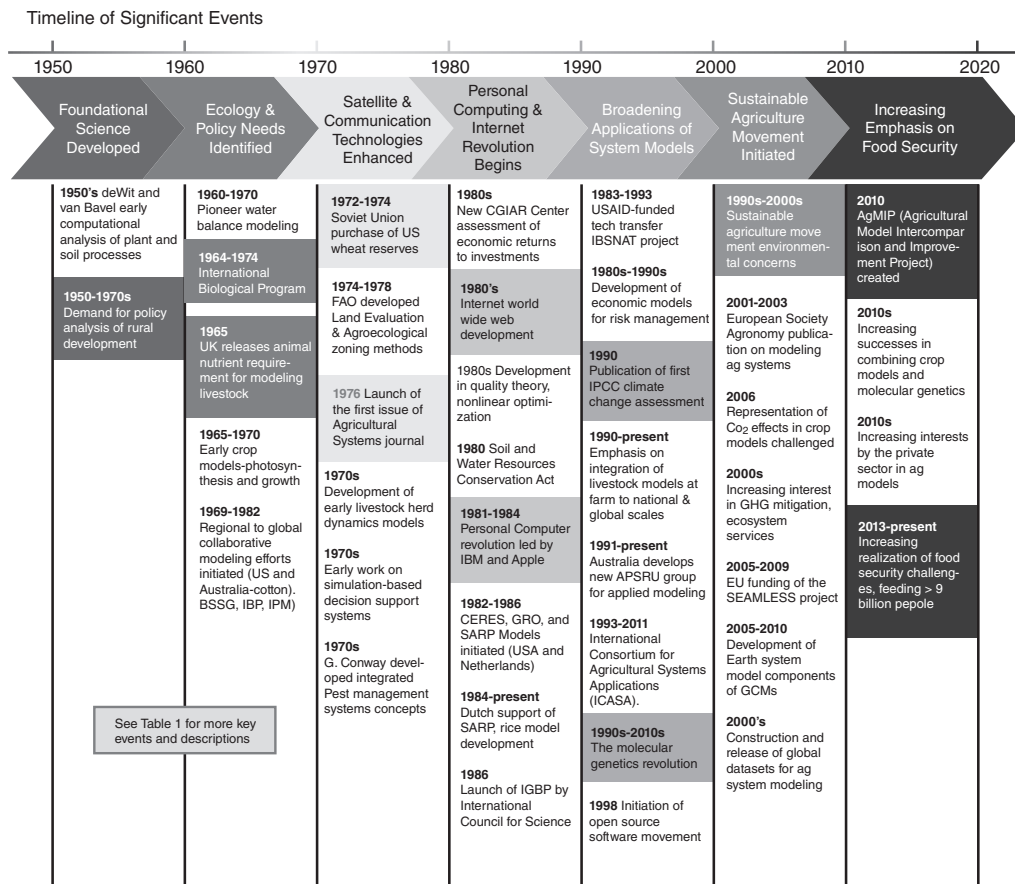 Timeline of Significant Events
1950
1960
1970
1980
1990
2000
2010
2020
Foundational
Science
Developed
Ecology &
Policy Needs
Identified
Satellite &
Communication
Technologies
Enhanced
Personal
Computing &
Internet
Revolution
Begins
Broadening
Applications of
System Models
Sustainable
Agriculture
Movement
Initiated
Increasing
Emphasis on
Food Security
1950's deWit and
van Bavel early
computational
analysis of plant and
soil processes
1950-1970s
Demand for policy
analysis of rural
development
1960-1970
Pioneer water
balance modeling
1964-1974
International
Biological Program
1965
UK releases animal
nutrient require-
ment for modeling
livestock
1965-1970
Early crop
models-photosyn-
thesis and growth
1969-1982
Regional to global
collaborative
modeling efforts
initiated (US and
Australia-cotton).
BSSG, IBP, IPM)
See Table 1 for more key
events and descriptions
1972-1974
Soviet Union
purchase of US
wheat reserves
1974-1978
FAO developed
Land Evaluation
& Agroecological
zoning methods
1976 Launch of
the first issue of
Agricultural
Systems journal
1970s
Development of
early livestock herd
dynamics models
1970s
Early work on
simulation-based
decision support
systems
1970s
G. Conway devel-
oped integrated
Pest management
systems concepts
1980s
New CGIAR Center
assessment of
economic returns
to investments
1980's
Internet world
wide web
development
1980s Development
in quality theory,
nonlinear optimi-
zation
1980 Soil and
Water Resources
Conservation Act
1981-1984
Personal Computer
revolution led by
IBM and Apple
1982-1986
CERES, GRO, and
SARP Models
initiated (USA and
Netherlands)
1984-present
Dutch support of
SARP, rice model
development
1986
Launch of IGBP by
International
Council for Science
1983-1993
USAID-funded
tech transfer
IBSNAT project
1980s-1990s
Development of
economic models
for risk management
1990
Publication of first
IPCC climate
change assessment
1990-present
Emphasis on
integration of
livestock models at
farm to national &
global scales
1991-present
Australia develops
new APSRU group
for applied modeling
1993-2011
International
Consortium for
Agricultural Systems
Applications
(ICASA).
1990s-2010s
The molecular
genetics revolution
1998 Initiation of
open source
software movement
1990s-2000s
Sustainable
agriculture move
ment environmen-
tal concerns
2001-2003
European Society
Agronomy publica-
tion on modeling
ag systems
2006
Representation of
Co2 effects in crop
models challenged
2000s
Increasing interest
in GHG mitigation,
ecosystem
services
2005-2009
EU funding of the
SEAMLESS project
2005-2010
Development of
Earth system
model components
of GCMs
2000's
Construction and
release of global
datasets for ag
system modeling
2010
AgMIP (Agricultural
Model Intercompar
ison and Improve-
ment Project)
created
2010s
Increasing
successes in
combining crop
models and
molecular genetics
2010s
Increasing interests
by the private
sector in ag
models
2013-present
Increasing
realization of food
security challeng-
es, feeding > 9
billion pepole